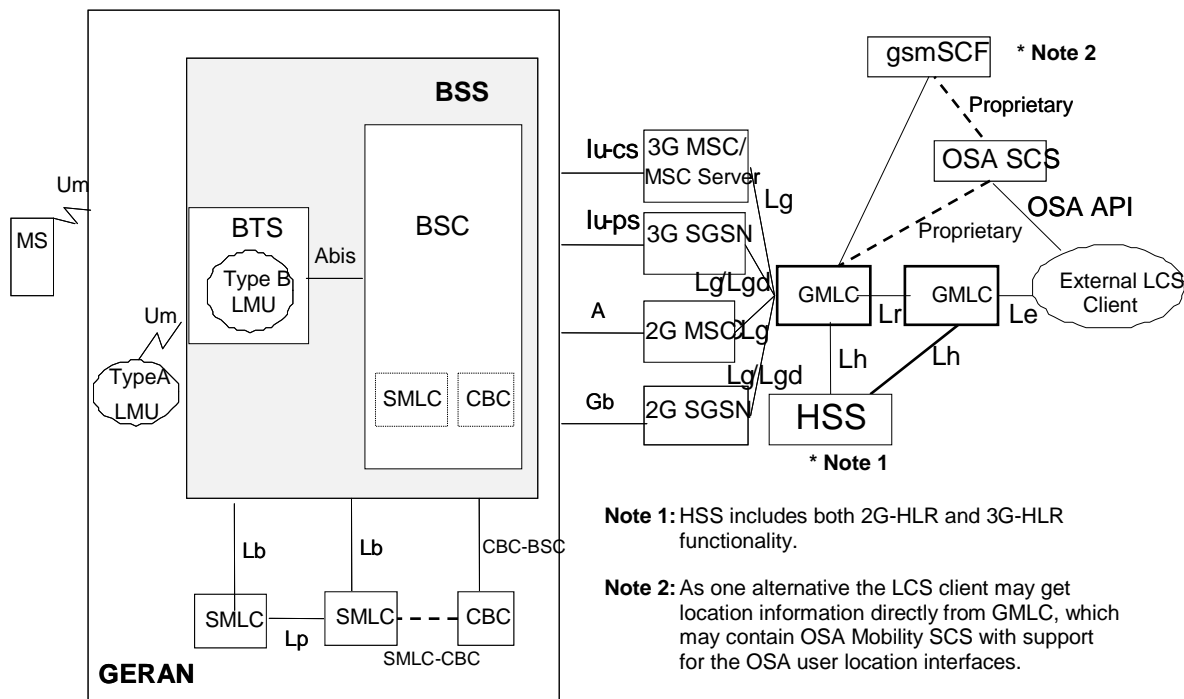 gsmSCF
* Note 2
BSS
Proprietary
Iu-cs
3G MSC/
MSC Server
OSA SCS
Um
Lg
MS
BTS
BSC
Iu-ps
3G SGSN
Proprietary
OSA API
Abis
Type B
LMU
Lg/Lgd
GMLC
GMLC
External LCS
Client
Um
A
2G MSC
Lg
Lr
Le
Lh
Lh
TypeA
LMU
SMLC
CBC
Lg/Lgd
Gb
2G SGSN
HSS
* Note 1
Note 1: HSS includes both 2G-HLR and 3G-HLR
functionality.
Lb
Lb
CBC-BSC
Note 2: As one alternative the LCS client may get
location information directly from GMLC, which
may contain OSA Mobility SCS with support
for the OSA user location interfaces.
SMLC
SMLC
CBC
Lp
SMLC-CBC
GERAN